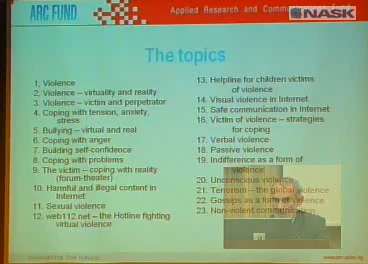 ARC FUND
Applied Research and Commu
NASK
The topics
1. Violence
2. Violence – virtuality and reality
3. Violence – victim and perpetrator
4. Coping with tension, anxiety,
stress
5. Bullying – virtual and real
6. Coping with anger
7. Building self-confidence
8. Coping with problems
9. The victim – coping with reality
(forum-theater)
10. Harmful and illegal content in
Internet
11. Sexual violence
12. web112.net – the Hotline fighting
virtual violence
13. Helpline for children victims
of violence
14. Visual violence in Internet
15. Safe communication in Internet
16. Victim of violence – strategies
for coping
17. Verbal violence
18. Passive violence
19. Indifference as a form of
violence
20. Unconscious violence
21. Terrorism – the global violence
22. Gossips as a form of violence
23. Non-violent communication